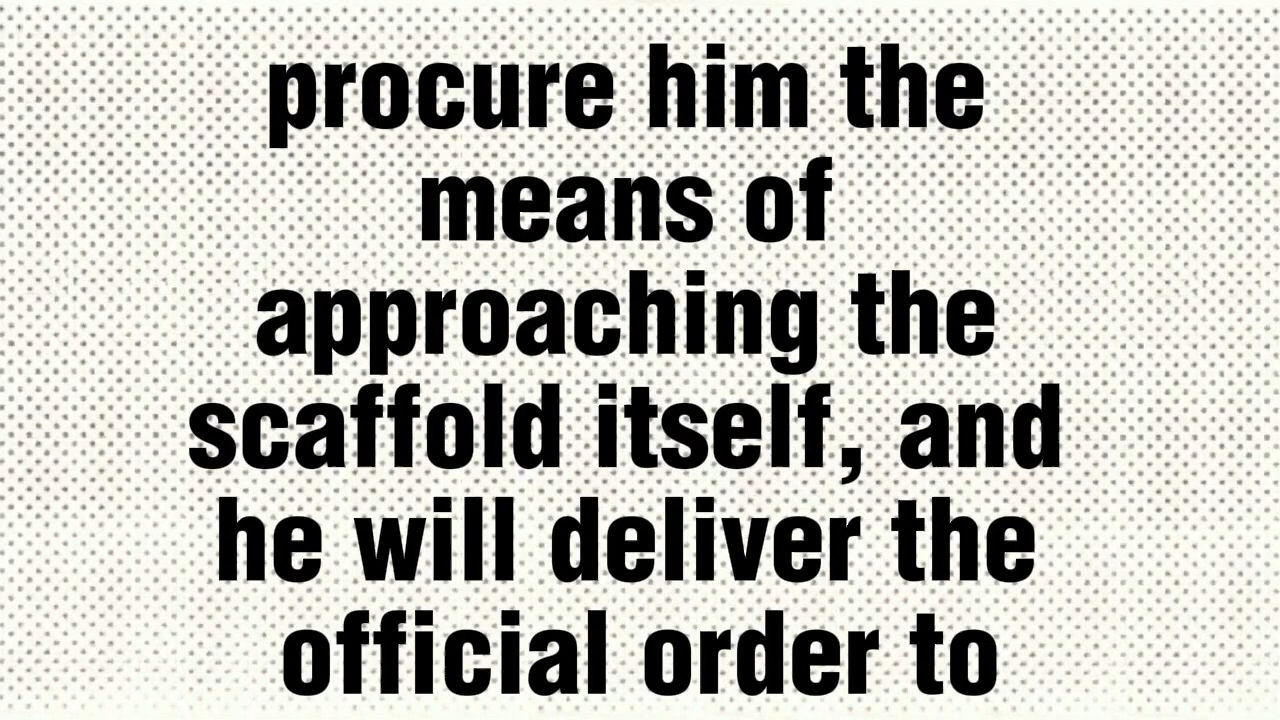 procure him the
means of
approaching the
scaffold itself, and
he will deliver the
official order to